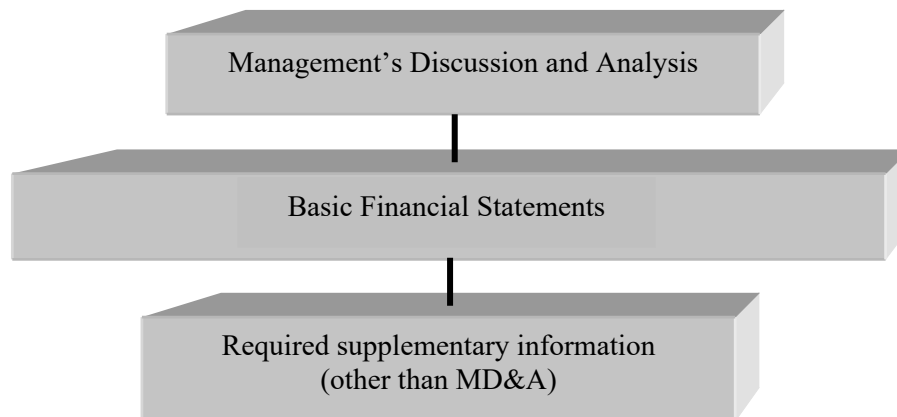 Management’s Discussion and Analysis
Basic Financial Statements
Required supplementary information
(other than MD&A)